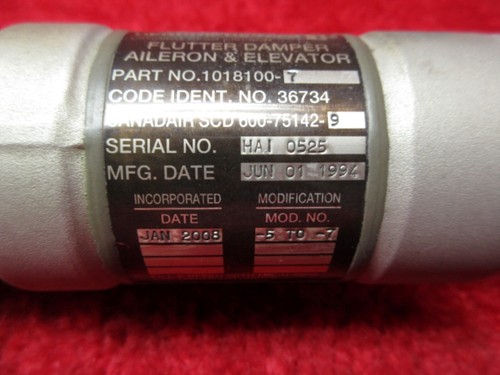 FLUTTER DAMPER
AILERON & ELEVATOR
PART NO.1018100-7
CODE IDENT. NO. 36734
CANADAIR SCD 600-75142-9
SERIAL NO. HAI 0525
MFG. DATE JUN 01 1994
INCORPORATED MODIFICATION
DATE MOD. NO.
JAN 2008 -5 TO -7